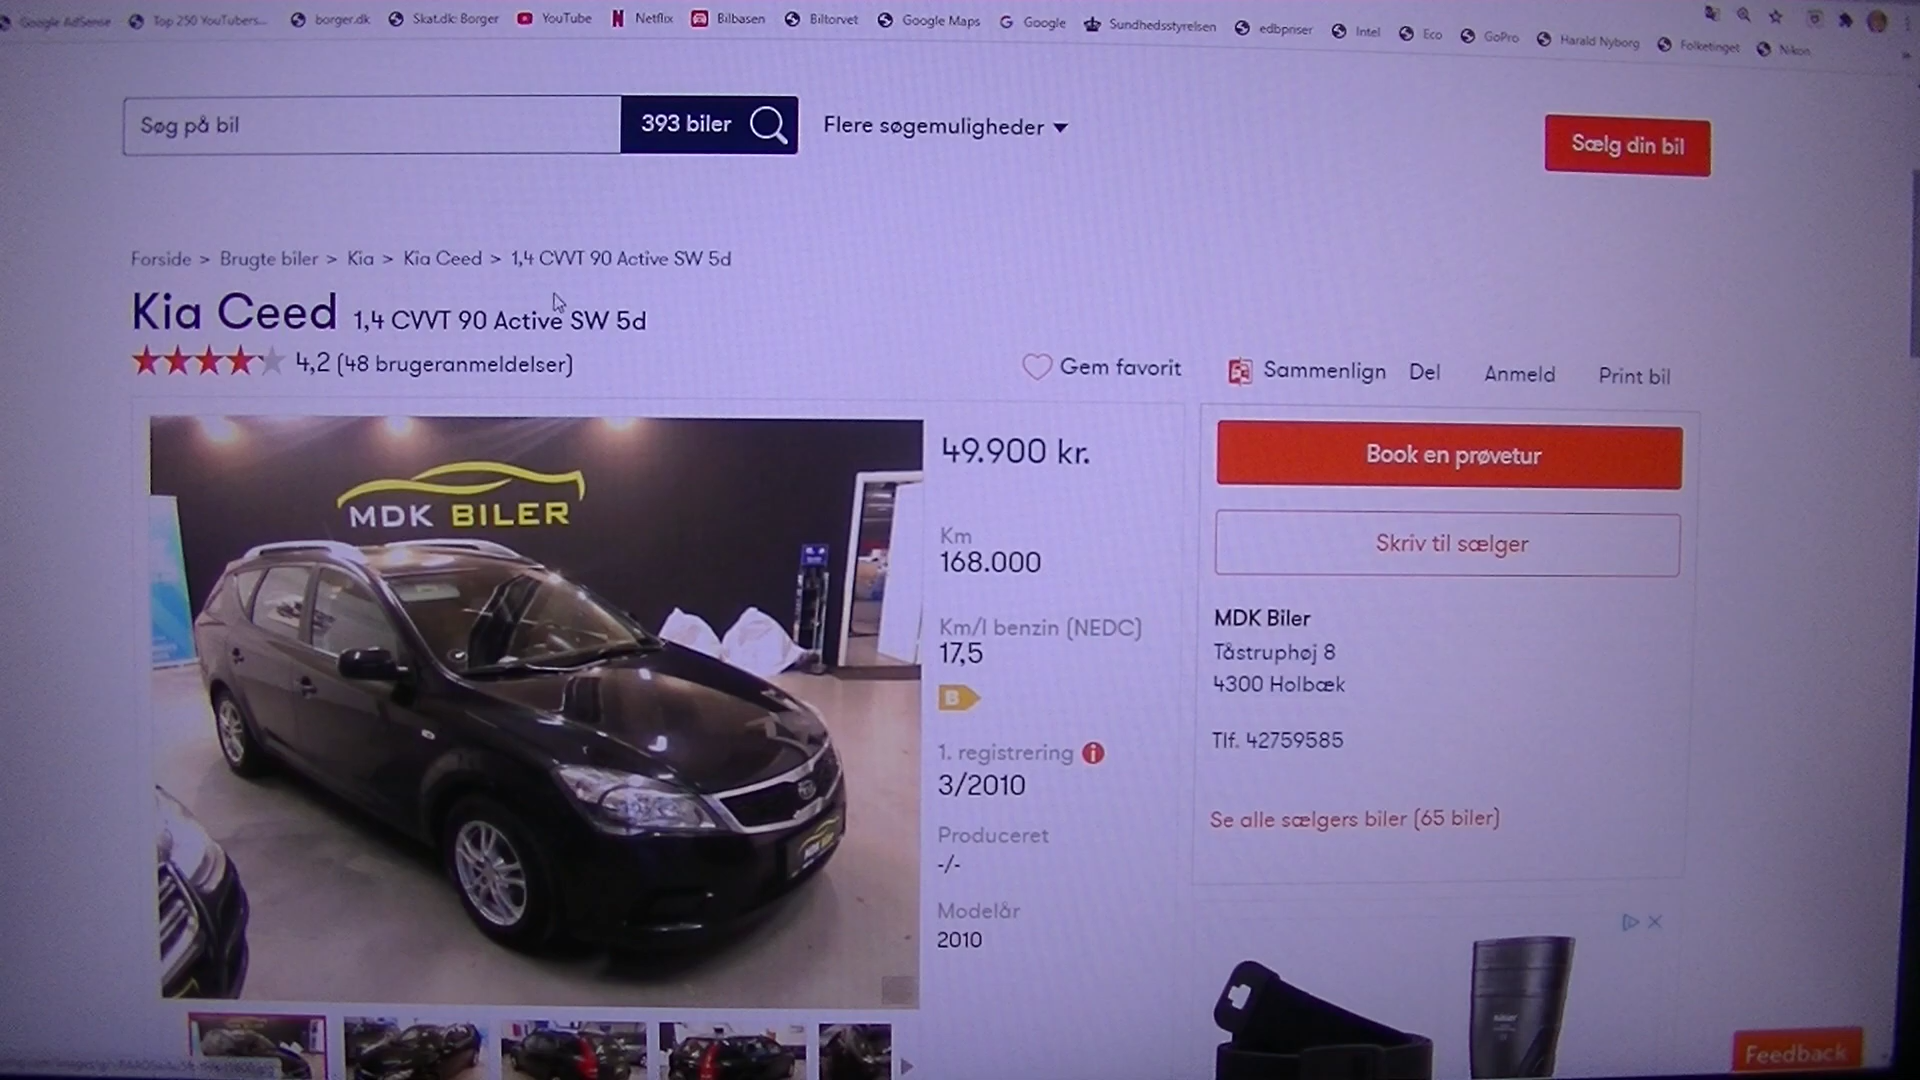 Google AdSense Top 250 YouTubers... borger.dk Skat.dk: Borger YouTube Netflix Bilbasen Biltorvet Google Maps Google Sundhedsstyrelsen edbpriser Intel Eco GoPro Harald Nyborg Folketinget Nikon
Søg på bil
393 biler
Flere søgemuligheder
Sælg din bil
Forside > Brugte biler > Kia > Kia Ceed > 1,4 CVVT 90 Active SW 5d
Kia Ceed 1,4 CVVT 90 Active SW 5d
4,2 (48 brugeranmeldelser)
Gem favorit
Sammenlign
Del
Anmeld
Print bil
MDK BILER
MDK BILER
49.900 kr.
Km
168.000
Km/l benzin (NEDC)
17,5
B
1. registrering
3/2010
Produceret
-/-
Modelår
2010
Book en prøvetur
Skriv til sælger
MDK Biler
Tåstruphøj 8
4300 Holbæk
Tlf. 42759585
Se alle sælgers biler (65 biler)
Feedback